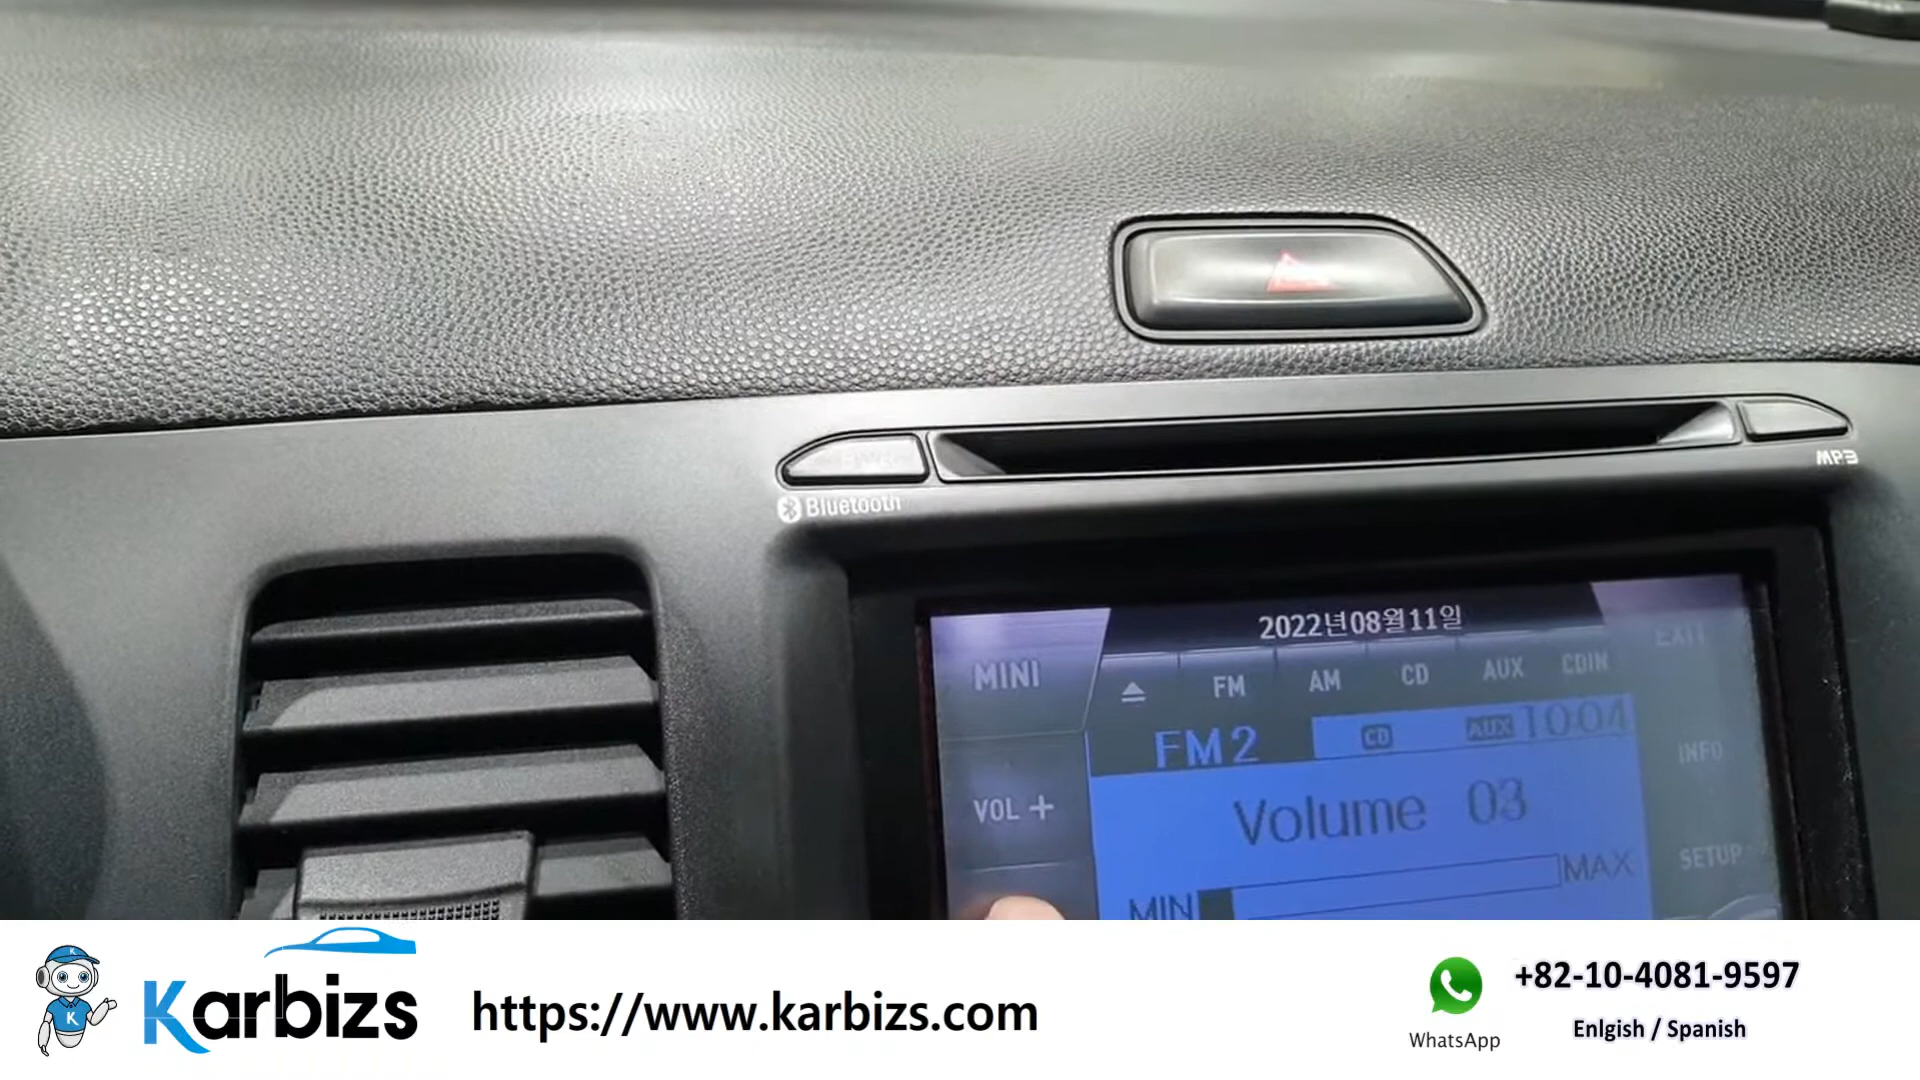 Bluetooth
MP3
2022년08월11일
MINI
EXIT
FM AM CD AUX CDIN
FM2 CD AUX 10:04
INFO
VOL +
Volume 03
SETUP
MIN MAX
K
K
Karbizs
https://www.karbizs.com
WhatsApp
+82-10-4081-9597
Enlgish / Spanish